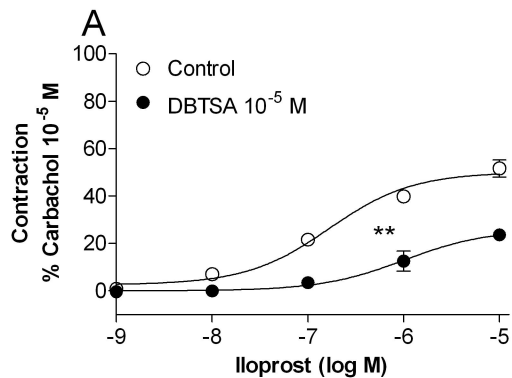 A
Control
DBTSA 10⁻⁵ M
Contraction
% Carbachol 10⁻⁵ M
100
80
60
40
20
0
**
-9
-8
-7
-6
-5
Iloprost (log M)